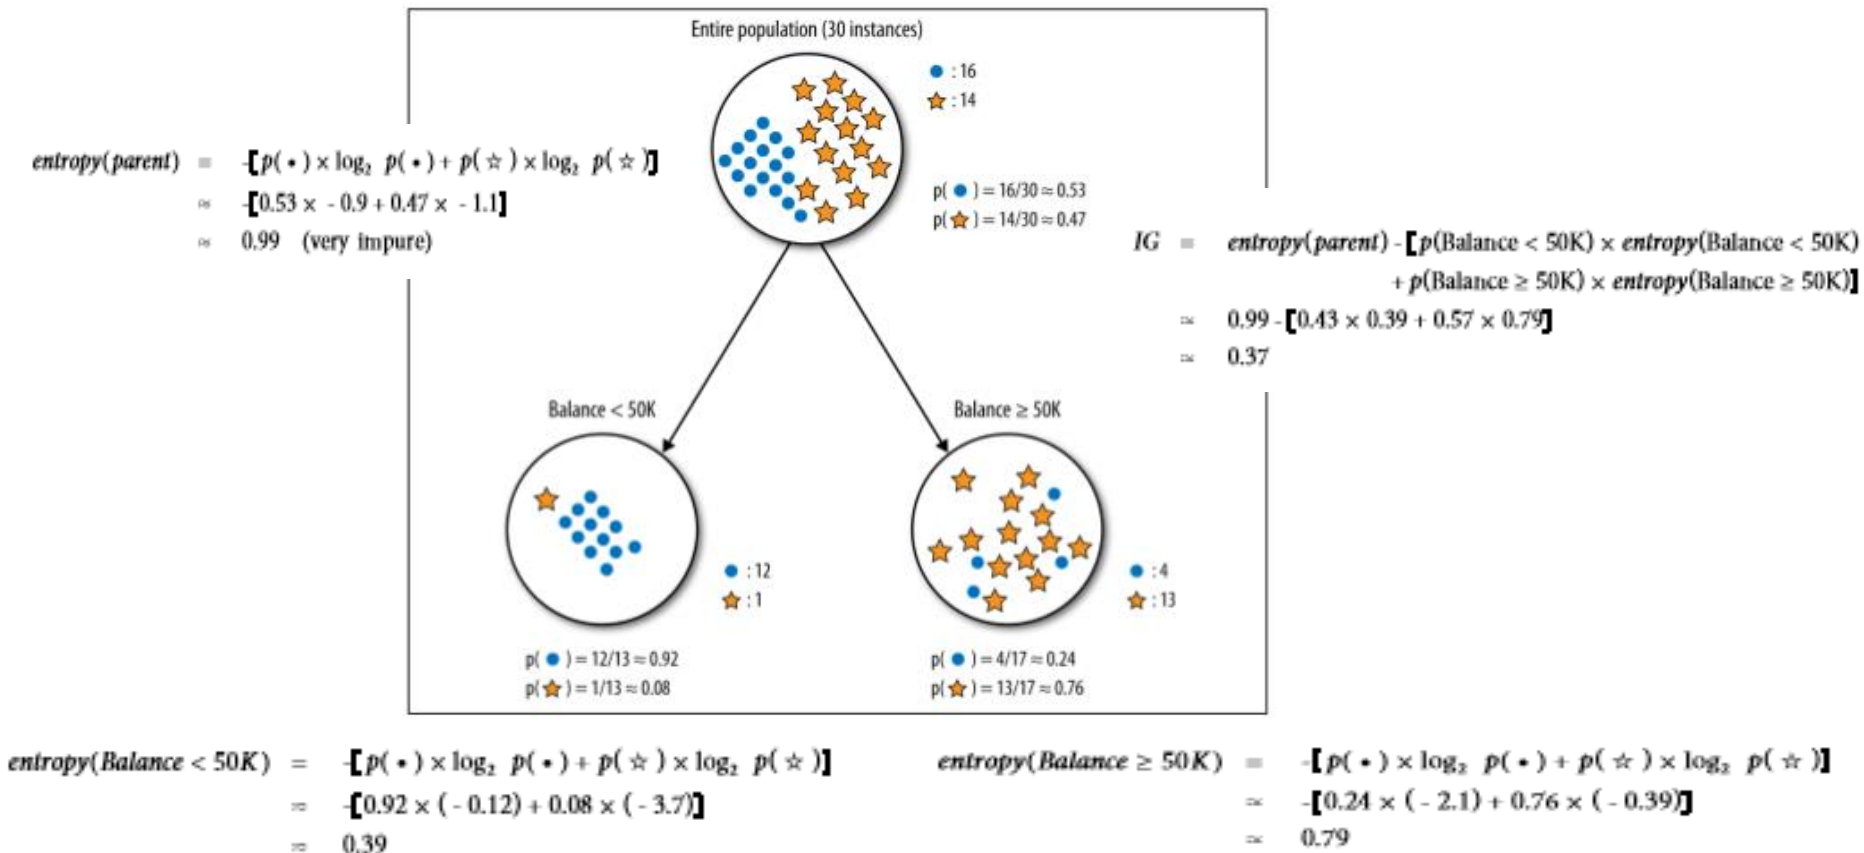 Entire population (30 instances)
● : 16
☆ : 14
p( ● ) = 16/30 ≈ 0.53
p( ☆ ) = 14/30 ≈ 0.47
entropy(parent) = -[p( • ) × log₂ p( • ) + p( ☆ ) × log₂ p( ☆ )]
≈ -[0.53 × - 0.9 + 0.47 × - 1.1]
≈ 0.99 (very impure)
IG = entropy(parent) - [p(Balance < 50K) × entropy(Balance < 50K)
+ p(Balance ≥ 50K) × entropy(Balance ≥ 50K)]
≃ 0.99 - [0.43 × 0.39 + 0.57 × 0.79]
≃ 0.37
Balance < 50K
● : 12
☆ : 1
p( ● ) = 12/13 ≈ 0.92
p( ☆ ) = 1/13 ≈ 0.08
Balance ≥ 50K
● : 4
☆ : 13
p( ● ) = 4/17 ≈ 0.24
p( ☆ ) = 13/17 ≈ 0.76
entropy(Balance < 50K) = -[p( • ) × log₂ p( • ) + p( ☆ ) × log₂ p( ☆ )]
≈ -[0.92 × ( - 0.12) + 0.08 × ( - 3.7)]
≈ 0.39
entropy(Balance ≥ 50K) = -[p( • ) × log₂ p( • ) + p( ☆ ) × log₂ p( ☆ )]
≃ -[0.24 × ( - 2.1) + 0.76 × ( - 0.39)]
≃ 0.79